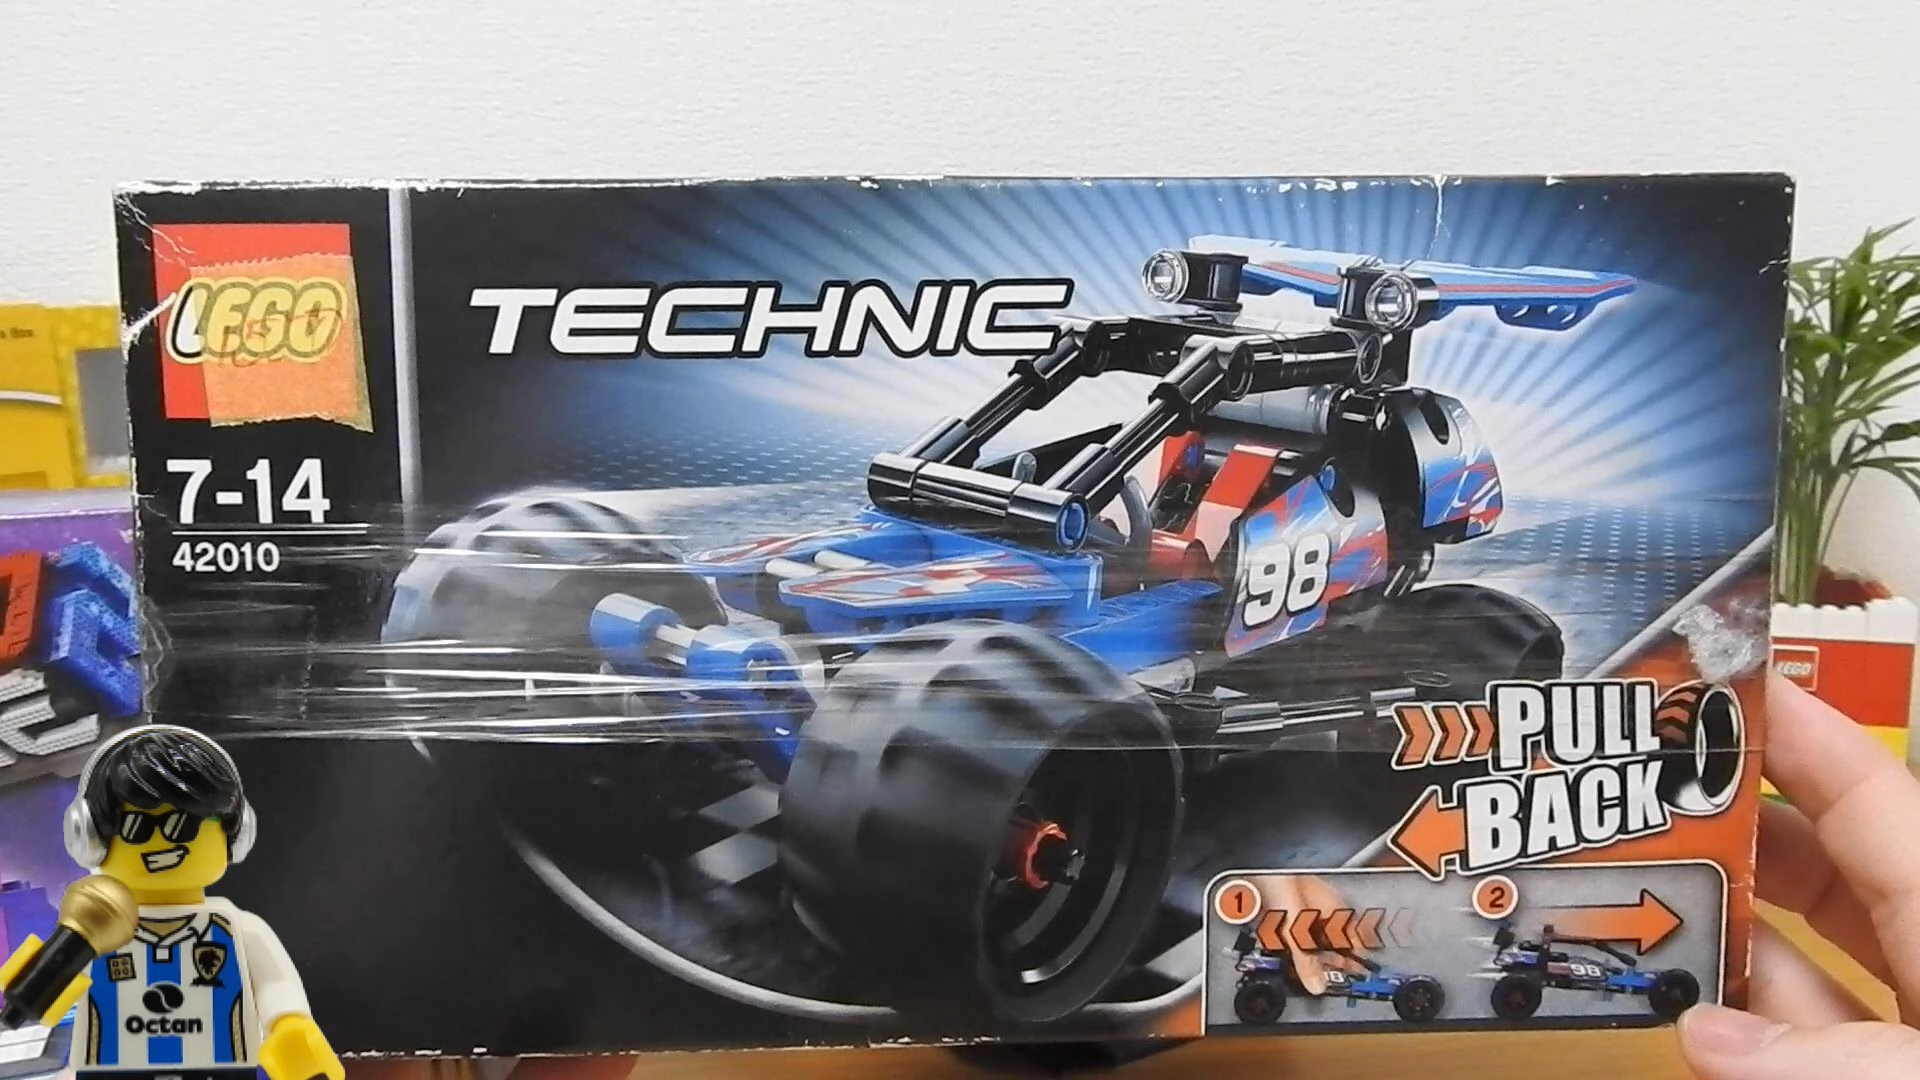 LEGO
TECHNIC
7-14
42010
98
PULL
BACK
1
2
98
LEGO
Octan